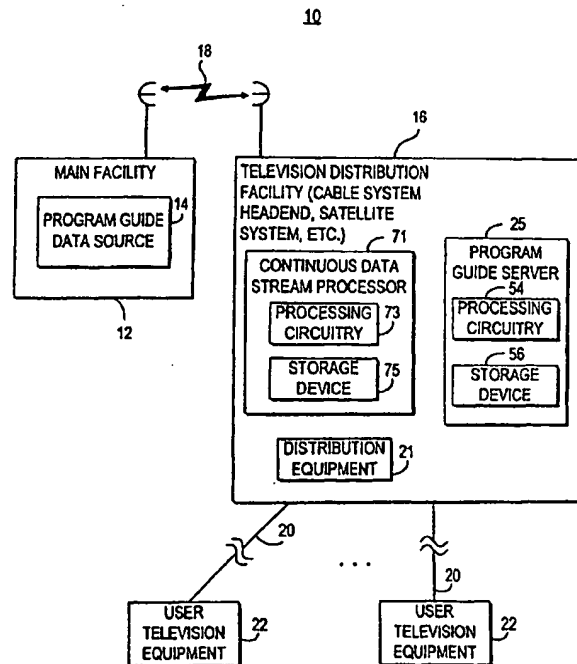 10
18
16
MAIN FACILITY
14
PROGRAM GUIDE
DATA SOURCE
12
TELEVISION DISTRIBUTION
FACILITY (CABLE SYSTEM
HEADEND, SATELLITE
SYSTEM, ETC.)
71
CONTINUOUS DATA
STREAM PROCESSOR
PROCESSING
CIRCUITRY
73
STORAGE
DEVICE
75
25
PROGRAM
GUIDE SERVER
54
PROCESSING
CIRCUITRY
56
STORAGE
DEVICE
DISTRIBUTION
EQUIPMENT
21
20
...
20
USER
TELEVISION
EQUIPMENT
22
USER
TELEVISION
EQUIPMENT
22